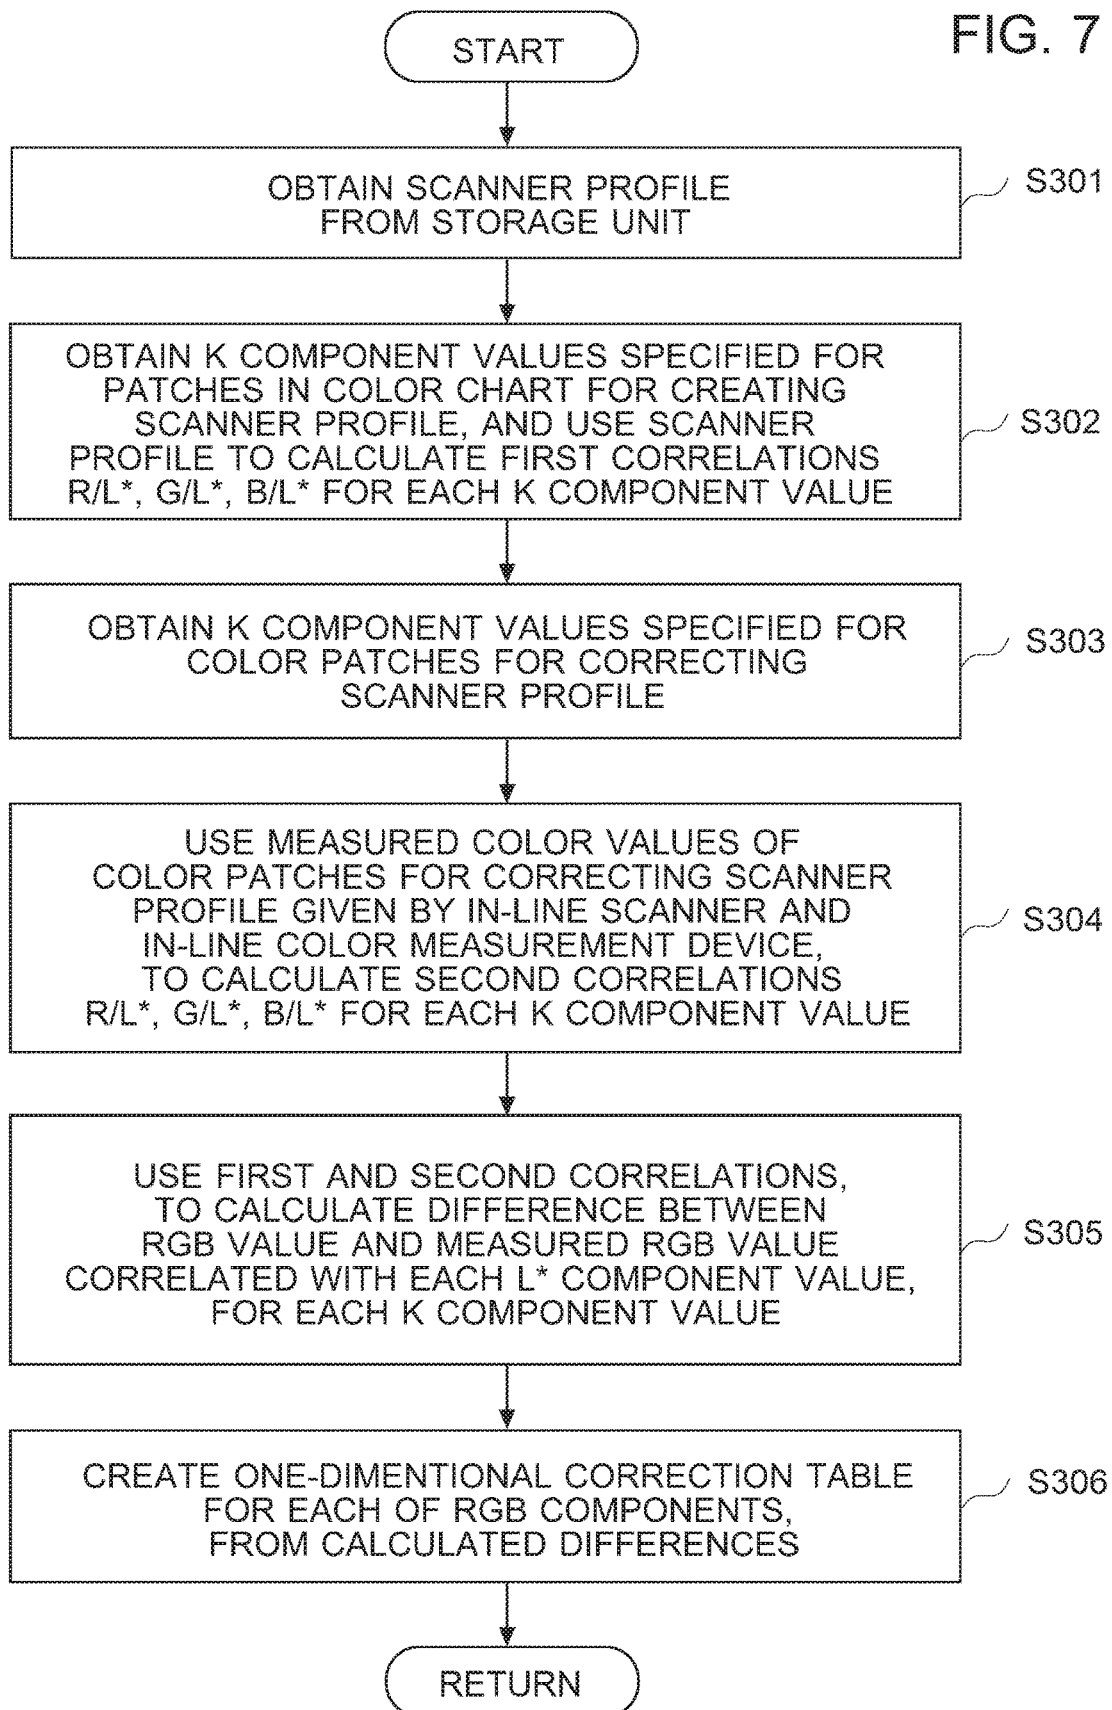 FIG. 7
START
OBTAIN SCANNER PROFILE
FROM STORAGE UNIT
S301
OBTAIN K COMPONENT VALUES SPECIFIED FOR
PATCHES IN COLOR CHART FOR CREATING
SCANNER PROFILE, AND USE SCANNER
PROFILE TO CALCULATE FIRST CORRELATIONS
R/L*, G/L*, B/L* FOR EACH K COMPONENT VALUE
S302
OBTAIN K COMPONENT VALUES SPECIFIED FOR
COLOR PATCHES FOR CORRECTING
SCANNER PROFILE
S303
USE MEASURED COLOR VALUES OF
COLOR PATCHES FOR CORRECTING SCANNER
PROFILE GIVEN BY IN-LINE SCANNER AND
IN-LINE COLOR MEASUREMENT DEVICE,
TO CALCULATE SECOND CORRELATIONS
R/L*, G/L*, B/L* FOR EACH K COMPONENT VALUE
S304
USE FIRST AND SECOND CORRELATIONS,
TO CALCULATE DIFFERENCE BETWEEN
RGB VALUE AND MEASURED RGB VALUE
CORRELATED WITH EACH L* COMPONENT VALUE,
FOR EACH K COMPONENT VALUE
S305
CREATE ONE-DIMENTIONAL CORRECTION TABLE
FOR EACH OF RGB COMPONENTS,
FROM CALCULATED DIFFERENCES
S306
RETURN